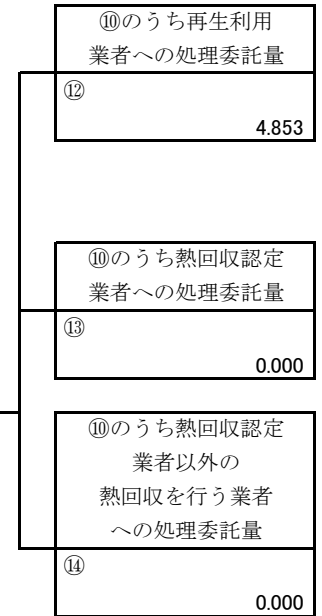 ⑩のうち再生利用
業者への処理委託量
⑫
4.853
⑩のうち熱回収認定
業者への処理委託量
⑬
0.000
⑩のうち熱回収認定
業者以外の
熱回収を行う業者
への処理委託量
⑭
0.000